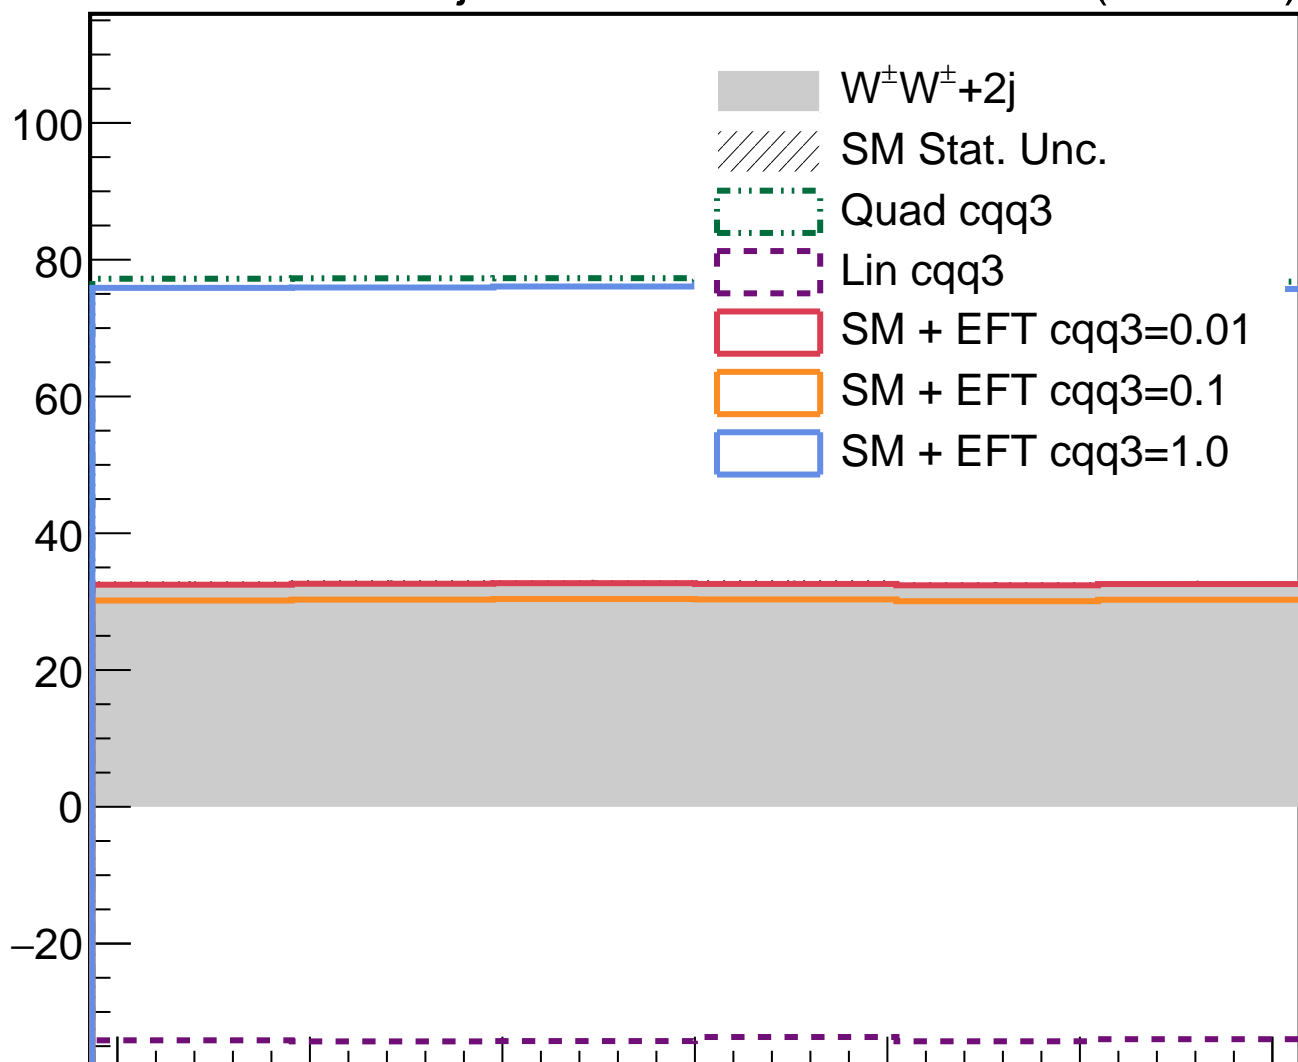 W±W±+2j
SM Stat. Unc.
Quad cqq3
Lin cqq3
SM + EFT cqq3=0.01
SM + EFT cqq3=0.1
SM + EFT cqq3=1.0
100
80
60
40
20
0
−20